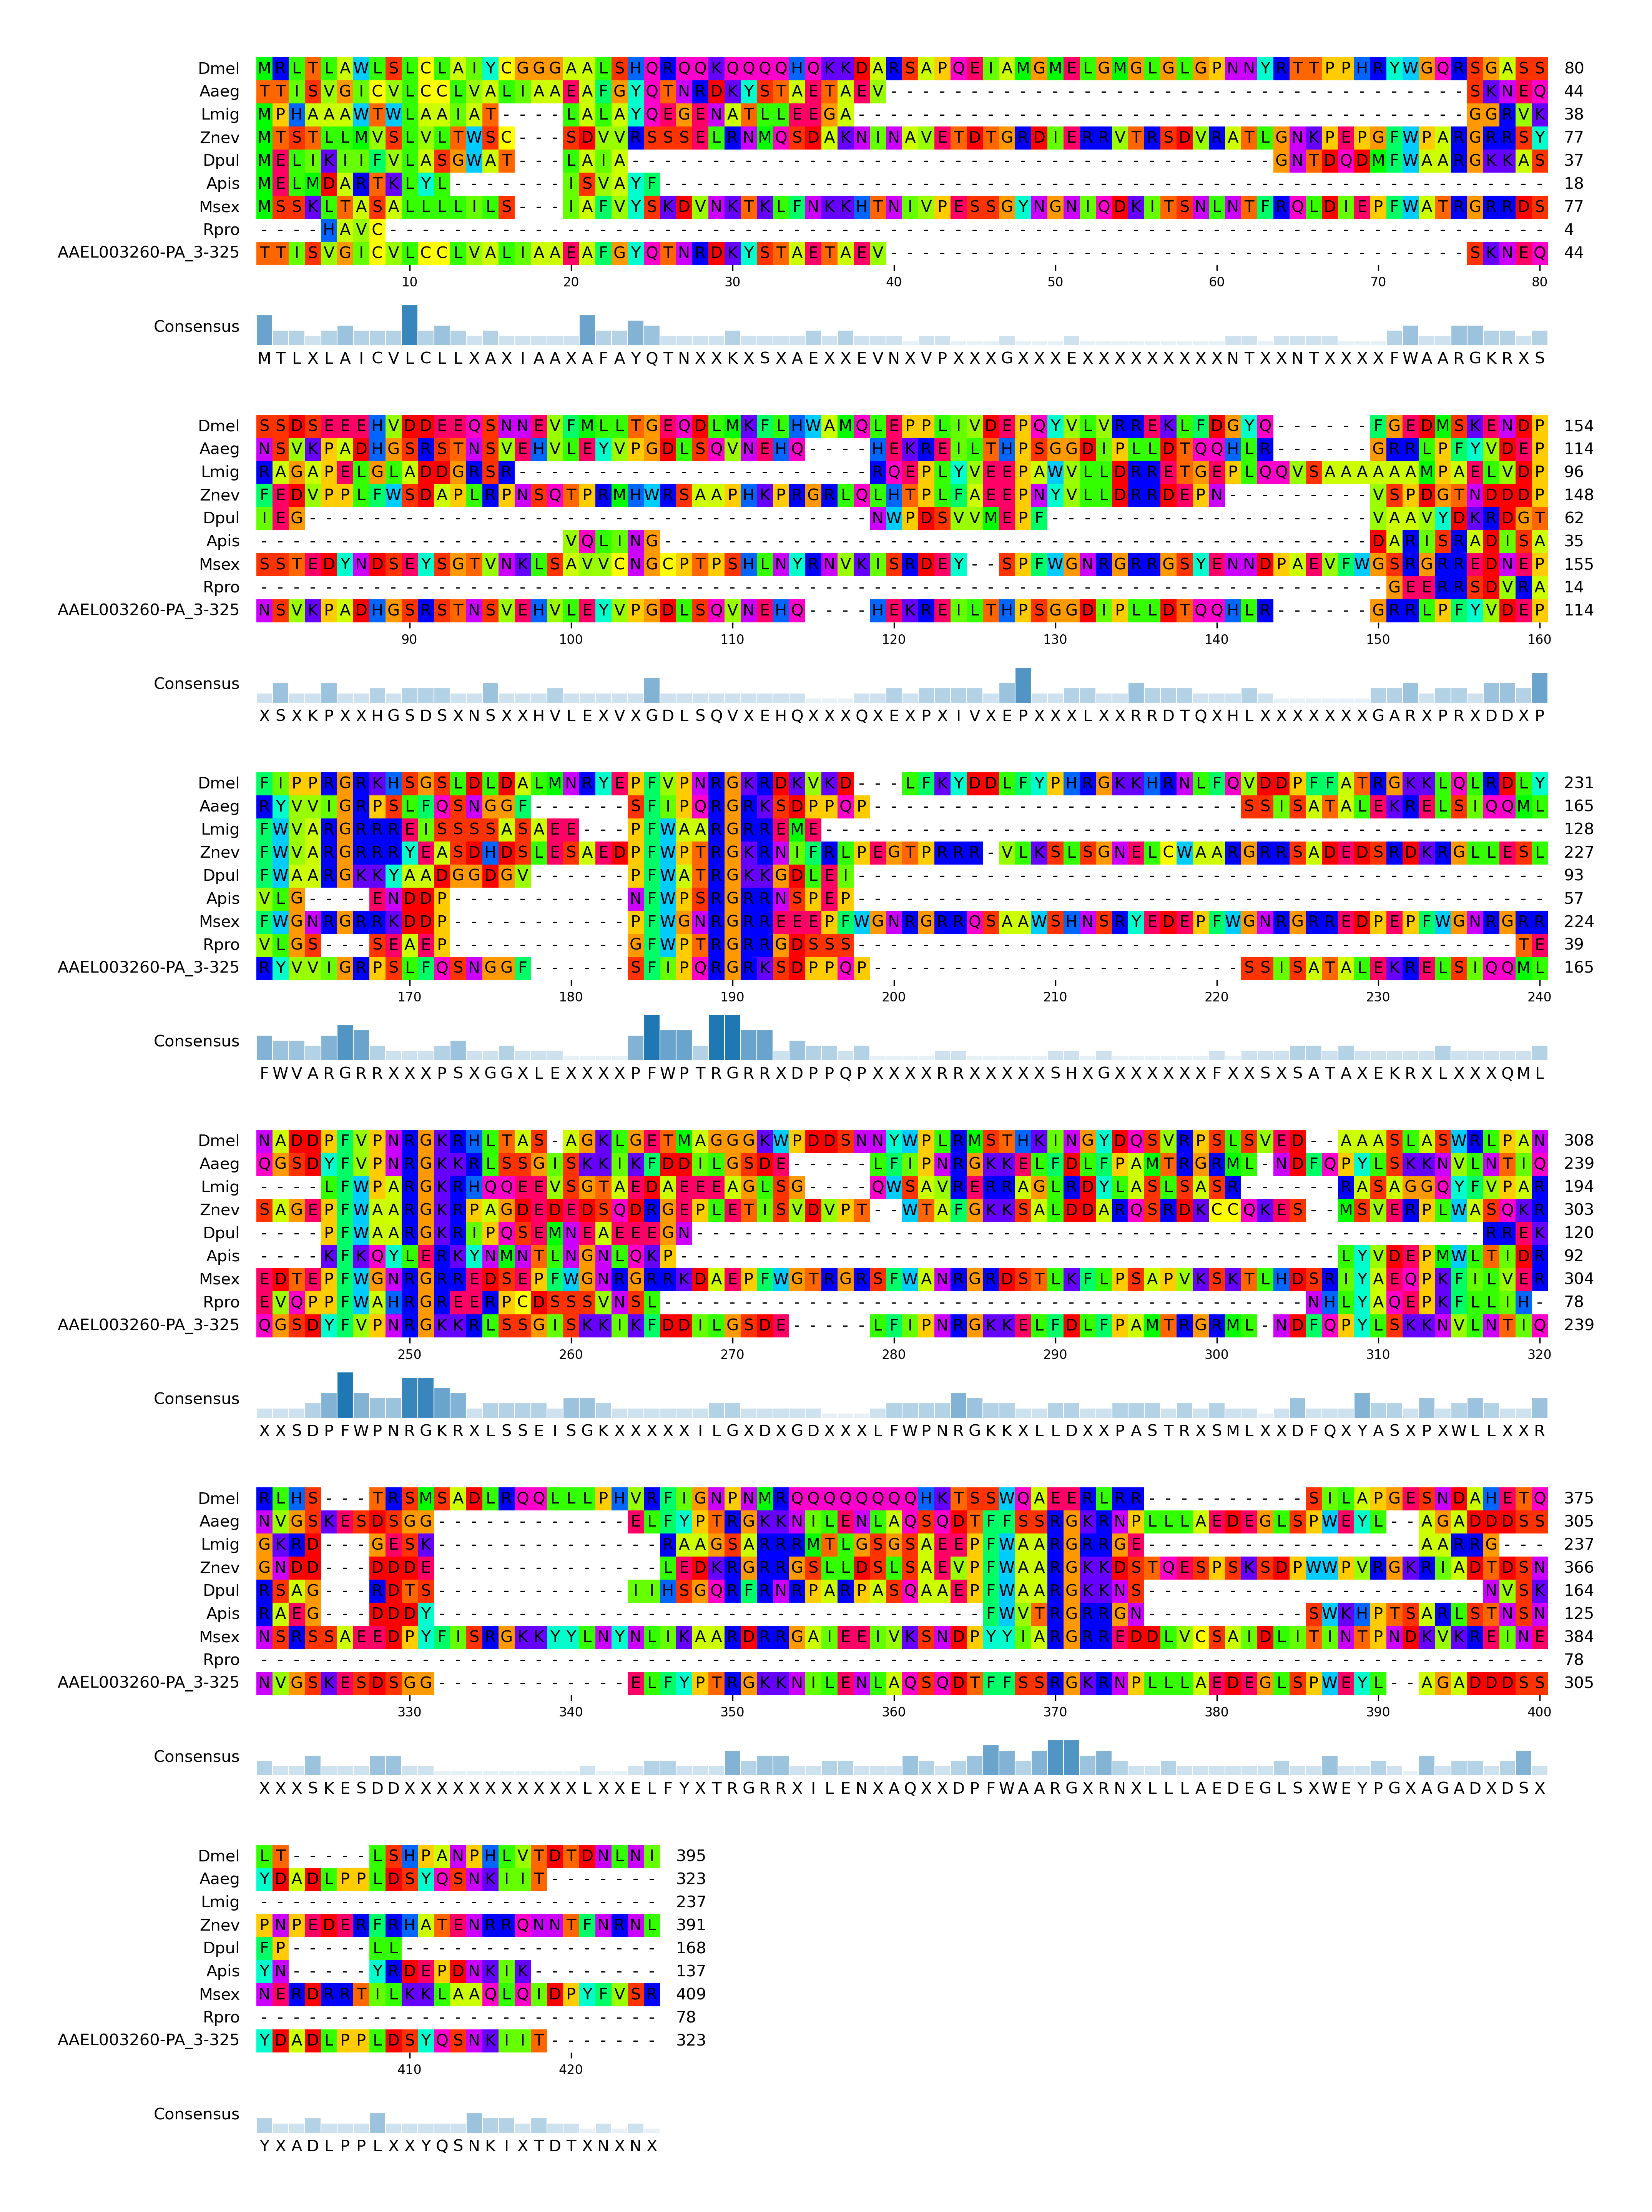 Dmel MRLTLAWLSLCLAIYCGGGAALSHQRQQKQQQQHQKKDARSAPQEIAMGMELGMGLGLGPNNYRTTPPHRYWGQRSGASS 80
Aaeg TTISVGICVLCCLVALIAAEAFGYQTNRDKYSTAETAEV------------------------------------SKNEQ 44
Lmig MPHAAAWTWLAAIAT----LALAYQEGENATLLEEGA--------------------------------------GGRVK 38
Znev MTSTLLMVSLVLTWSC---SDVVRSSSELRNMQSDAKNINAVETDTGRDIERRVTRSDVRATLGNKPEPGFWPARGRRSY 77
Dpul MELIKIIFVLASGWAT---LAIA----------------------------------------GNTDQDMFWAARGKKAS 37
Apis MELMDARTKLYL-------ISVAYF------------------------------------------------------- 18
Msex MSSKLTASALLLLILS---IAFVYSKDVNKTKLFNKKHTNIVPESSGYNGNIQDKITSNLNTFRQLDIEPFWATRGRRDS 77
Rpro ----HAVC------------------------------------------------------------------------ 4
AAEL003260-PA_3-325 TTISVGICVLCCLVALIAAEAFGYQTNRDKYSTAETAEV------------------------------------SKNEQ 44
10 20 30 40 50 60 70 80
Consensus MTLXLAICVLCLLXAXIAAXAFAYQTNXXKXSXAEXXEVNXVPXXXGXXXEXXXXXXXXXNTXXNTXXXXFWAARGKRXS
Dmel SSDSEEEHVDDEEQSNNEVFMLLTGEQDLMKFLHWAMQLEPPLIVDEPQYVLVRREKLFDGYQ------FGEDMSKENDP 154
Aaeg NSVKPADHGSRSTNSVEHVLEYVPGDLSQVNEHQ----HEKREILTHPSGGDIPLLDTQQHLR------GRRLPFYVDEP 114
Lmig RAGAPELGLADDGRSR----------------------RQEPLYVEEPAWVLLDRRETGEPLQQVSAAAAAAMPAELVDP 96
Znev FEDVPPLFWSDAPLRPNSQTPRMHWRSAAPHKPRGRLQLHTPLFAEEPNYVLLDRRDEPN---------VSPDGTNDDDP 148
Dpul IEG-----------------------------------NWPDSVVMEPF--------------------VAAVYDKRDGT 62
Apis -------------------VQLING--------------------------------------------DARISRADISA 35
Msex SSTEDYNDSEYSGTVNKLSAVVCNGCPTPSHLNYRNVKISRDEY--SPFWGNRGRRGSYENNDPAEVFWGSRGRREDNEP 155
Rpro ----------------------------------------------------------------------GEERRSDVRA 14
AAEL003260-PA_3-325 NSVKPADHGSRSTNSVEHVLEYVPGDLSQVNEHQ----HEKREILTHPSGGDIPLLDTQQHLR------GRRLPFYVDEP 114
90 100 110 120 130 140 150 160
Consensus XSXKPXXHGSDSXNSXXHVLEXVXGDLSQVXEHQXXXQXEXPXIVXEPXXXLXXRRDTQXHLXXXXXXXGARXPRXDDXP
Dmel FIPPRGRKHSGSLDLDALMNRYEPFVPNRGKRDKVKD---LFKYDDLFYPHRGKKHRNLFQVDDPFFATRGKKLQLRDLY 231
Aaeg RYVVIGRPSLFQSNGGF------SFIPQRGRKSDPPQP-----------------------SSISATALEKRELSIQQML 165
Lmig FWVARGRRREISSSSASAEE---PFWAARGRREME--------------------------------------------- 128
Znev FWVARGRRRYEASDHDSLESAEDPFWPTRGKRNIFRLPEGTPRRR-VLKSLSGNELCWAARGRRSADEDSRDKRGLLESL 227
Dpul FWAARGKKYAADGGDGV------PFWATRGKKGDLEI------------------------------------------- 93
Apis VLG----ENDDP-----------NFWPSRGRRNSPEP------------------------------------------- 57
Msex FWGNRGRRKDDP-----------PFWGNRGRREEEPFWGNRGRRQSAAWSHNSRYEDEPFWGNRGRREDPEPFWGNRGRR 224
Rpro VLGS---SEAEP-----------GFWPTRGRRGDSSS-----------------------------------------TE 39
AAEL003260-PA_3-325 RYVVIGRPSLFQSNGGF------SFIPQRGRKSDPPQP-----------------------SSISATALEKRELSIQQML 165
170 180 190 200 210 220 230 240
Consensus FWVARGRRXXXPSXGGXLEXXXXPFWPTRGRRXDPPQPXXXXRRXXXXXSHXGXXXXXXFXXSXSATAXEKRXLXXXQML
Dmel NADDPFVPNRGKRHLTAS-AGKLGETMAGGGKWPDDSNNYWPLRMSTHKINGYDQSVRPSLSVED--AAASLASWRLPAN 308
Aaeg QGSDYFVPNRGKKRLSSGISKKIKFDDILGSDE-----LFIPNRGKKELFDLFPAMTRGRML-NDFQPYLSKKNVLNTIQ 239
Lmig ----LFWPARGKRHQQEEVSGTAEDAEEEAGLSG----QWSAVRERRAGLRDYLASLSASR------RASAGGQYFVPAR 194
Znev SAGEPFWAARGKRPAGDEDEDSQDRGEPLETISVDVPT--WTAFGKKSALDDARQSRDKCCQKES--MSVERPLWASQKR 303
Dpul ----PFWAARGKRIPQSEMNEAEEEGN-------------------------------------------------RREK 120
Apis ----KFKQYLERKYNMNTLNGNLQKP-----------------------------------------LYVDEPMWLTIDR 92
Msex EDTEPFWGNRGRREDSEPFWGNRGRRKDAEPFWGTRGRSFWANRGRDSTLKFLPSAPVKSKTLHDSRIYAEQPKFILVER 304
Rpro EVQPPFWAHRGREERPCDSSSVNSL----------------------------------------NHLYAQEPKFLLIH- 78
AAEL003260-PA_3-325 QGSDYFVPNRGKKRLSSGISKKIKFDDILGSDE-----LFIPNRGKKELFDLFPAMTRGRML-NDFQPYLSKKNVLNTIQ 239
250 260 270 280 290 300 310 320
Consensus XXSDPFWPNRGKRXLSSEISGKXXXXXILGXDXGDXXXLFWPNRGKKXLLDXXPASTRXSMLXXDFQXYASXPXWLLXXR
Dmel RLHS---TRSMSADLRQQLLLPHVRFIGNPNMRQQQQQQQQHKTSSWQAEERLRR----------SILAPGESNDAHETQ 375
Aaeg NVGSKESDSGG------------ELFYPTRGKKNILENLAQSQDTFFSSRGKRNPLLLAEDEGLSPWEYL--AGADDDSS 305
Lmig GKRD---GESK--------------RAAGSARRRMTLGSGSAEEPFWAARGRRGE-----------------AARRG--- 237
Znev GNDD---DDDE--------------LEDKRGRRGSLLDSLSAEVPFWAARGKKDSTQESPSKSDPWWPVRGKRIADTDSN 366
Dpul RSAG---RDTS------------IIHSGQRFRNRPARPASQAAEPFWAARGKKNS---------------------NVSK 164
Apis RAEG---DDDY----------------------------------FWVTRGRRGN----------SWKHPTSARLSTNSN 125
Msex NSRSSAEEDPYFISRGKKYYLNYNLIKAARDRRGAIEEIVKSNDPYYIARGRREDDLVCSAIDLITINTPNDKVKREINE 384
Rpro -------------------------------------------------------------------------------- 78
AAEL003260-PA_3-325 NVGSKESDSGG------------ELFYPTRGKKNILENLAQSQDTFFSSRGKRNPLLLAEDEGLSPWEYL--AGADDDSS 305
330 340 350 360 370 380 390 400
Consensus XXXSKESDDXXXXXXXXXXXLXXELFYXTRGRRXILENXAQXXDPFWAARGXRNXLLLAEDEGLSXWEYPGXAGADXDSX
Dmel LT-----LSHPANPHLVTDTDNLNI 395
Aaeg YDADLPPLDSYQSNKIIT------- 323
Lmig ------------------------- 237
Znev PNPEDERFRHATENRRQNNTFNRNL 391
Dpul FP-----LL---------------- 168
Apis YN-----YRDEPDNKIK-------- 137
Msex NERDRRTILKKLAAQLQIDPYFVSR 409
Rpro ------------------------- 78
AAEL003260-PA_3-325 YDADLPPLDSYQSNKIIT------- 323
410 420
Consensus YXADLPPLXXYQSNKIXTDTXNXNX